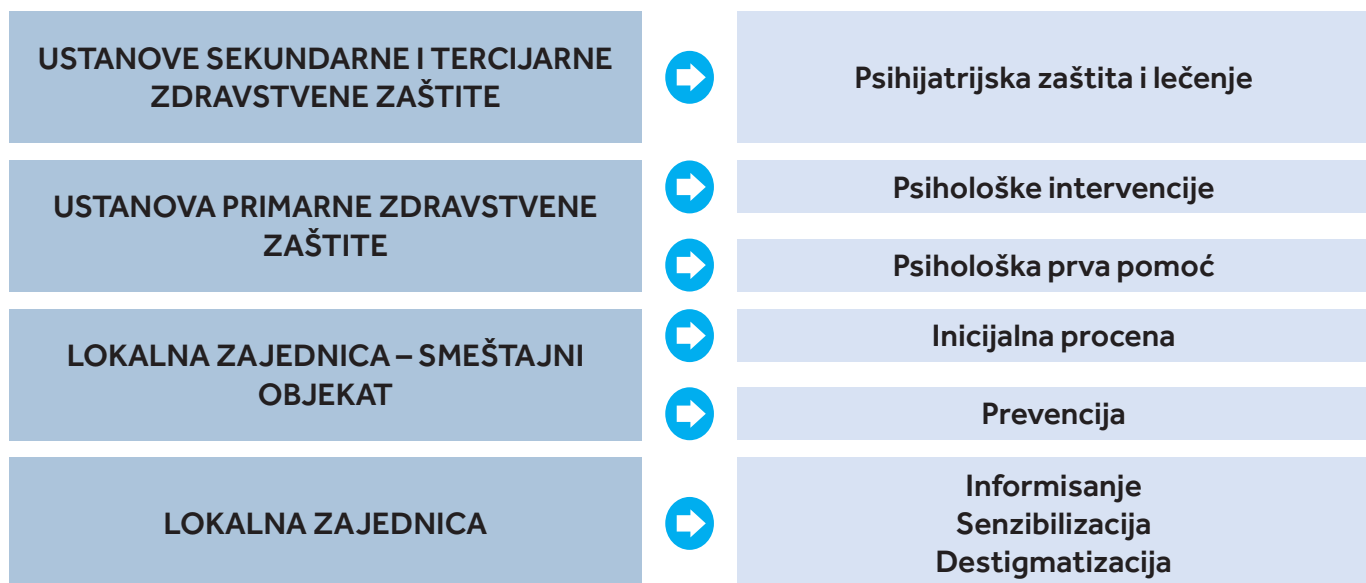 USTANOVE SEKUNDARNE I TERCIJARNE
ZDRAVSTVENE ZAŠTITE
Psihijatrijska zaštita i lečenje
USTANOVA PRIMARNE ZDRAVSTVENE
ZAŠTITE
Psihološke intervencije
Psihološka prva pomoć
LOKALNA ZAJEDNICA – SMEŠTAJNI
OBJEKAT
Inicijalna procena
Prevencija
LOKALNA ZAJEDNICA
Informisanje
Senzibilizacija
Destigmatizacija